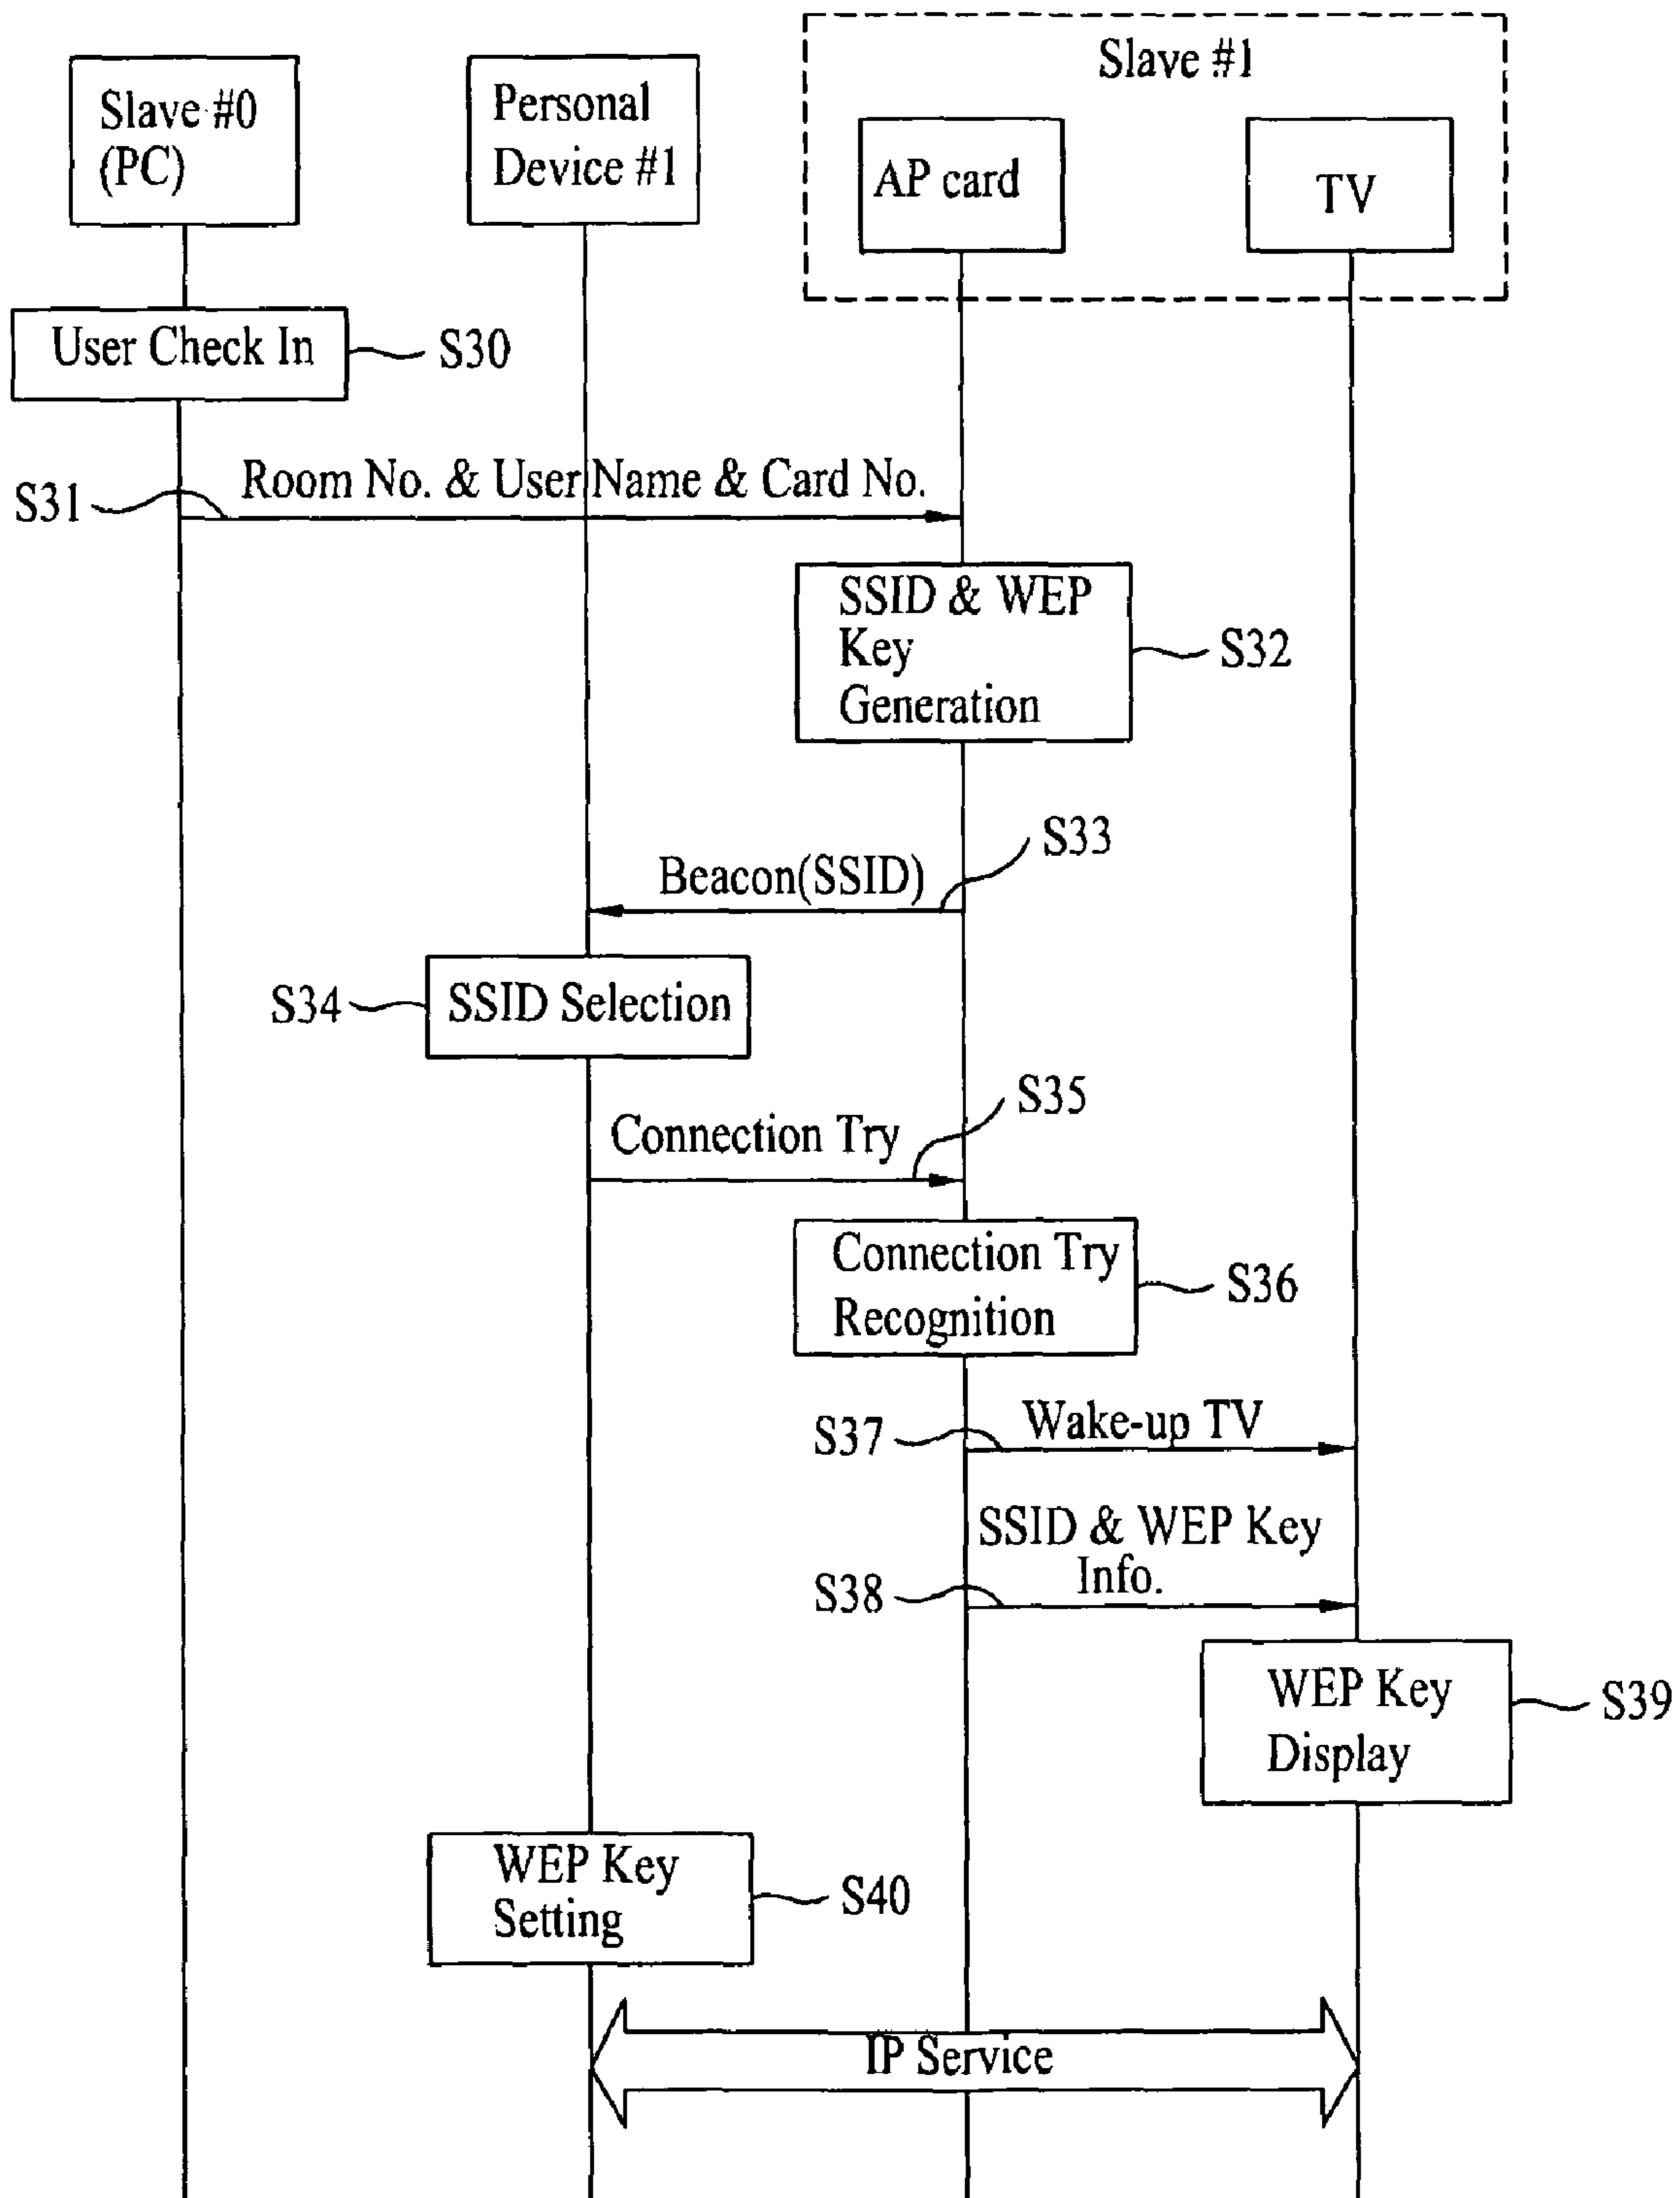 Slave #1
Slave #0
(PC)
Personal
Device #1
AP card
TV
User Check In
S30
Room No. & User Name & Card No.
S31
SSID & WEP
Key
Generation
S32
S33
Beacon(SSID)
S34
SSID Selection
S35
Connection Try
Connection Try
Recognition
S36
Wake-up TV
S37
SSID & WEP Key
Info.
S38
WEP Key
Display
S39
WEP Key
Setting
S40
IP Service